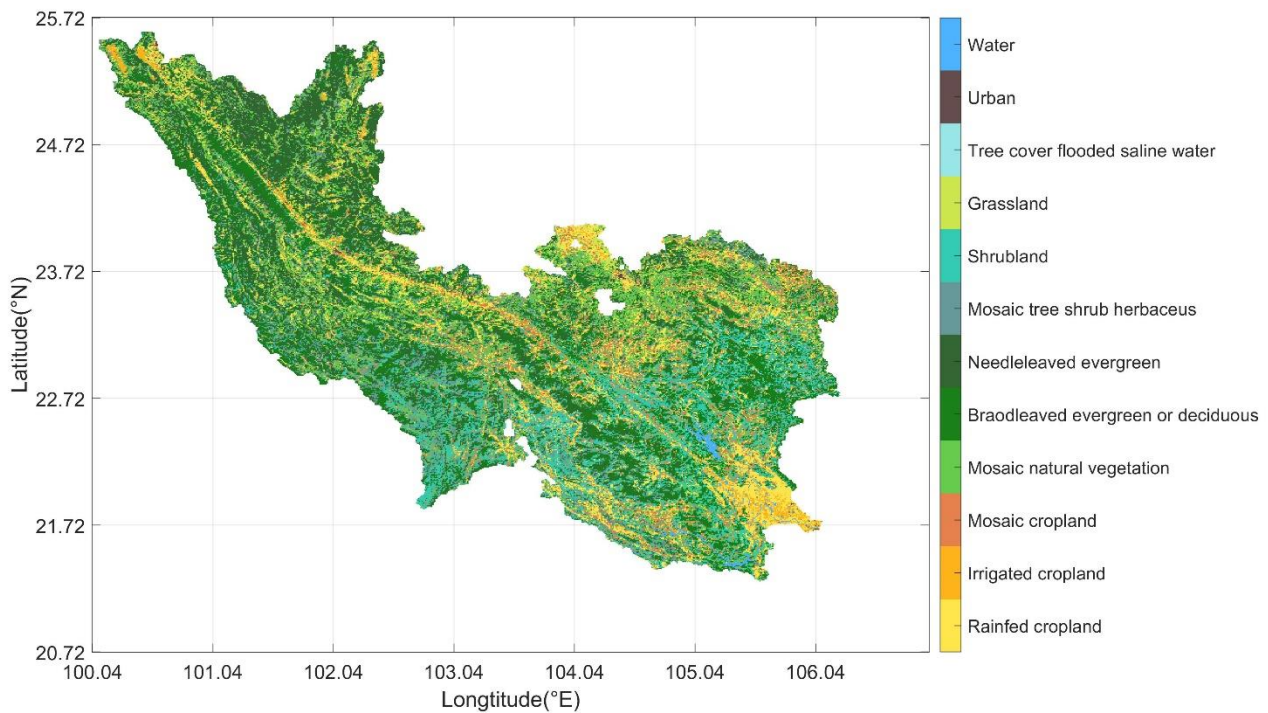 25.72
24.72
23.72
22.72
21.72
20.72
Latitude(°N)
100.04
101.04
102.04
103.04
104.04
105.04
106.04
Longtitude(°E)
Water
Urban
Tree cover flooded saline water
Grassland
Shrubland
Mosaic tree shrub herbaceus
Needleleaved evergreen
Braodleaved evergreen or deciduous
Mosaic natural vegetation
Mosaic cropland
Irrigated cropland
Rainfed cropland